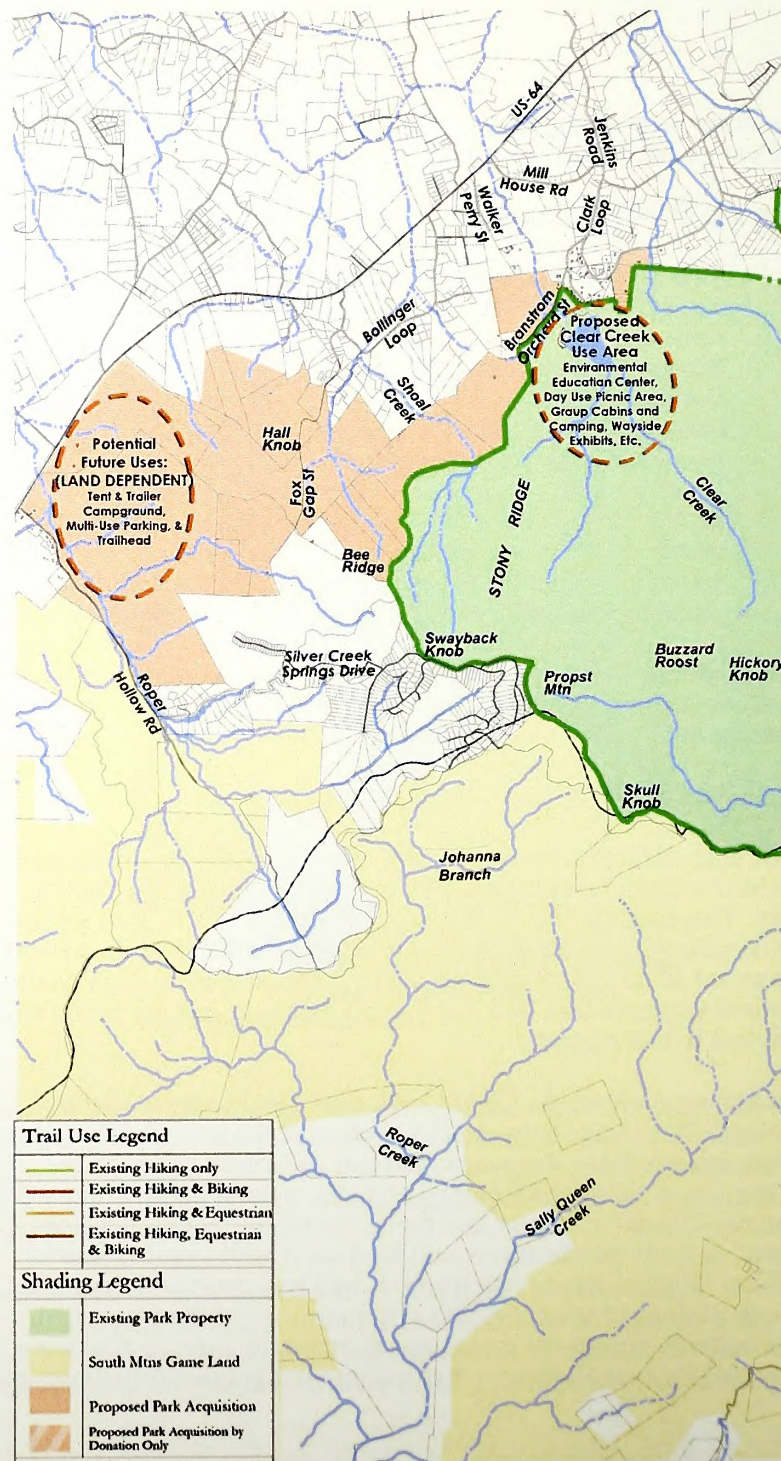 US-64
Jenkins
Road
Mill
House Rd
Walker
Perry St
Clark
Loop
Branstrom
Orchard St
Bollinger
Loop
Shoal
Creek
Proposed
Clear Creek
Use Area
Environmental
Education Center,
Day Use Picnic Area,
Group Cabins and
Camping, Wayside
Exhibits, Etc.
Hall
Knob
Fox
Gap St
Potential
Future Uses:
(LAND DEPENDENT)
Tent & Trailer
Campground,
Multi-Use Parking, &
Trailhead
Clear
Creek
STONY RIDGE
Bee
Ridge
Swayback
Knob
Silver Creek
Springs Drive
Buzzard
Roost
Hickory
Knob
Propst
Mtn
Roper
Hollow Rd
Skull
Knob
Johanna
Branch
Roper
Creek
Sally Queen
Creek
Trail Use Legend
Existing Hiking only
Existing Hiking & Biking
Existing Hiking & Equestrian
Existing Hiking, Equestrian
& Biking
Shading Legend
Existing Park Property
South Mtns Game Land
Proposed Park Acquisition
Proposed Park Acquisition by
Donation Only